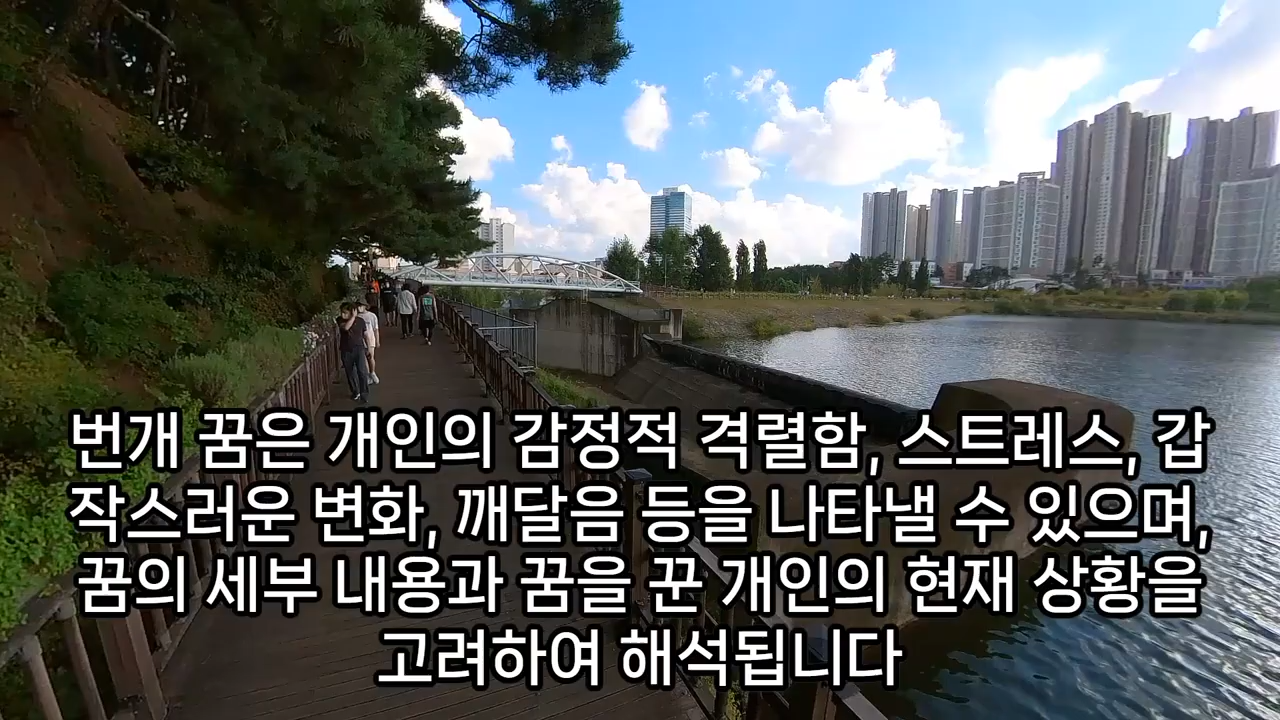 번개 꿈은 개인의 감정적 격렬함, 스트레스, 갑
작스러운 변화, 깨달음 등을 나타낼 수 있으며,
꿈의 세부 내용과 꿈을 꾼 개인의 현재 상황을
고려하여 해석됩니다